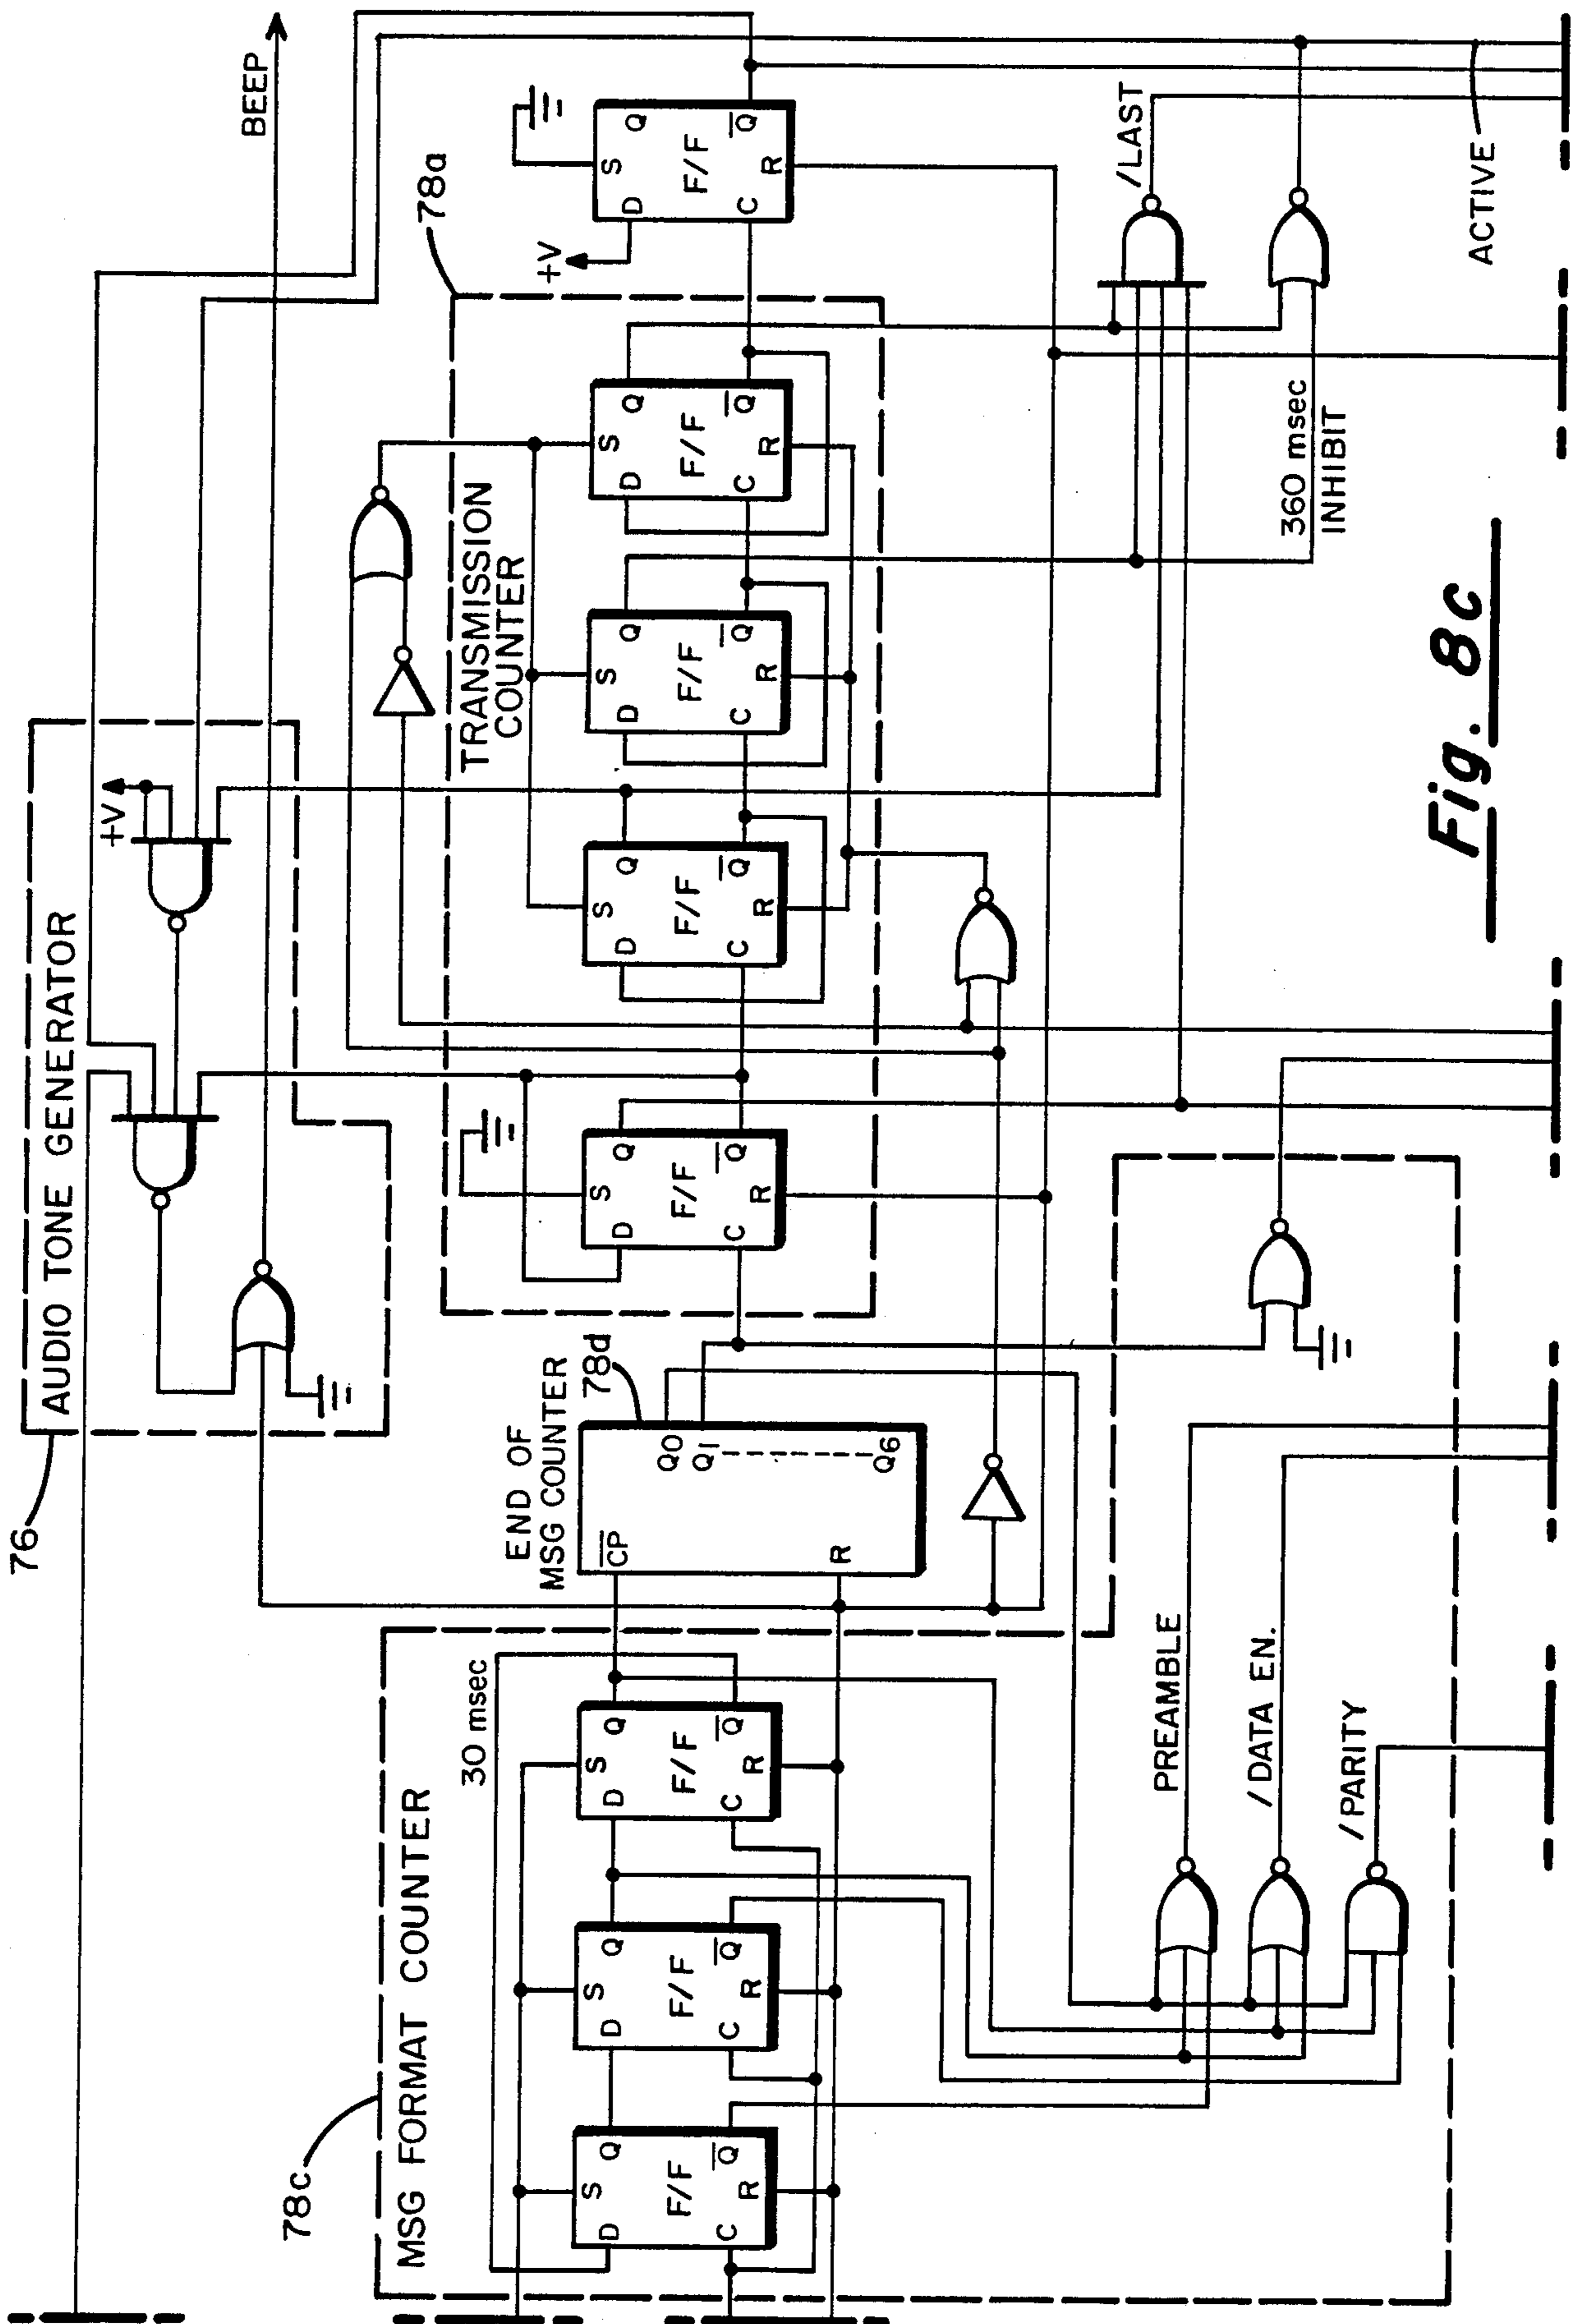 76
AUDIO TONE GENERATOR
+V
BEEP
78c
MSG FORMAT COUNTER
30 msec
S
D
Q
F/F
C
R
Q
S
D
Q
F/F
C
R
Q
S
D
Q
F/F
C
R
Q
END OF
MSG COUNTER
78d
CP
R
Q0
Q1
Q6
TRANSMISSION
COUNTER
78a
S
D
Q
F/F
C
R
Q
S
D
Q
F/F
C
R
Q
S
D
Q
F/F
C
R
Q
S
D
Q
F/F
C
R
Q
+V
S
D
Q
F/F
C
R
Q
PREAMBLE
/DATA EN.
/PARITY
/LAST
360 msec
INHIBIT
ACTIVE
Fig. 8c